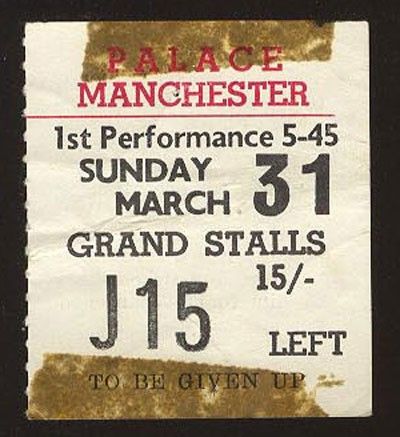 PALACE
MANCHESTER
1st Performance 5-45
SUNDAY
MARCH 31
GRAND STALLS
15/-
J15
LEFT
TO BE GIVEN UP